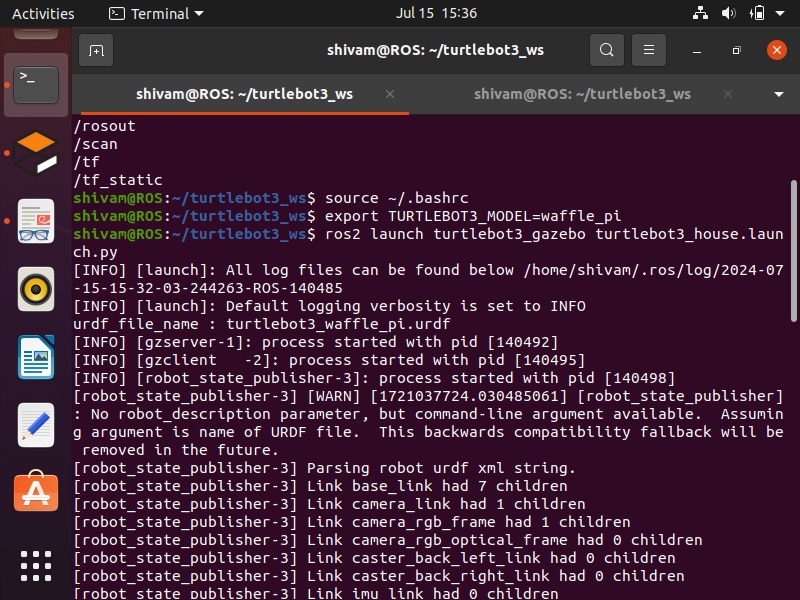 Activities Terminal Jul 15 15:36
shivam@ROS: ~/turtlebot3_ws
shivam@ROS: ~/turtlebot3_ws shivam@ROS: ~/turtlebot3_ws
/rosout
/scan
/tf
/tf_static
shivam@ROS:~/turtlebot3_ws$ source ~/.bashrc
shivam@ROS:~/turtlebot3_ws$ export TURTLEBOT3_MODEL=waffle_pi
shivam@ROS:~/turtlebot3_ws$ ros2 launch turtlebot3_gazebo turtlebot3_house.laun
ch.py
[INFO] [launch]: All log files can be found below /home/shivam/.ros/log/2024-07
-15-15-32-03-244263-ROS-140485
[INFO] [launch]: Default logging verbosity is set to INFO
urdf_file_name : turtlebot3_waffle_pi.urdf
[INFO] [gzserver-1]: process started with pid [140492]
[INFO] [gzclient   -2]: process started with pid [140495]
[INFO] [robot_state_publisher-3]: process started with pid [140498]
[robot_state_publisher-3] [WARN] [1721037724.030485061] [robot_state_publisher]
: No robot_description parameter, but command-line argument available.  Assumin
g argument is name of URDF file.  This backwards compatibility fallback will be
 removed in the future.
[robot_state_publisher-3] Parsing robot urdf xml string.
[robot_state_publisher-3] Link base_link had 7 children
[robot_state_publisher-3] Link camera_link had 1 children
[robot_state_publisher-3] Link camera_rgb_frame had 1 children
[robot_state_publisher-3] Link camera_rgb_optical_frame had 0 children
[robot_state_publisher-3] Link caster_back_left_link had 0 children
[robot_state_publisher-3] Link caster_back_right_link had 0 children
[robot_state_publisher-3] Link imu_link had 0 children